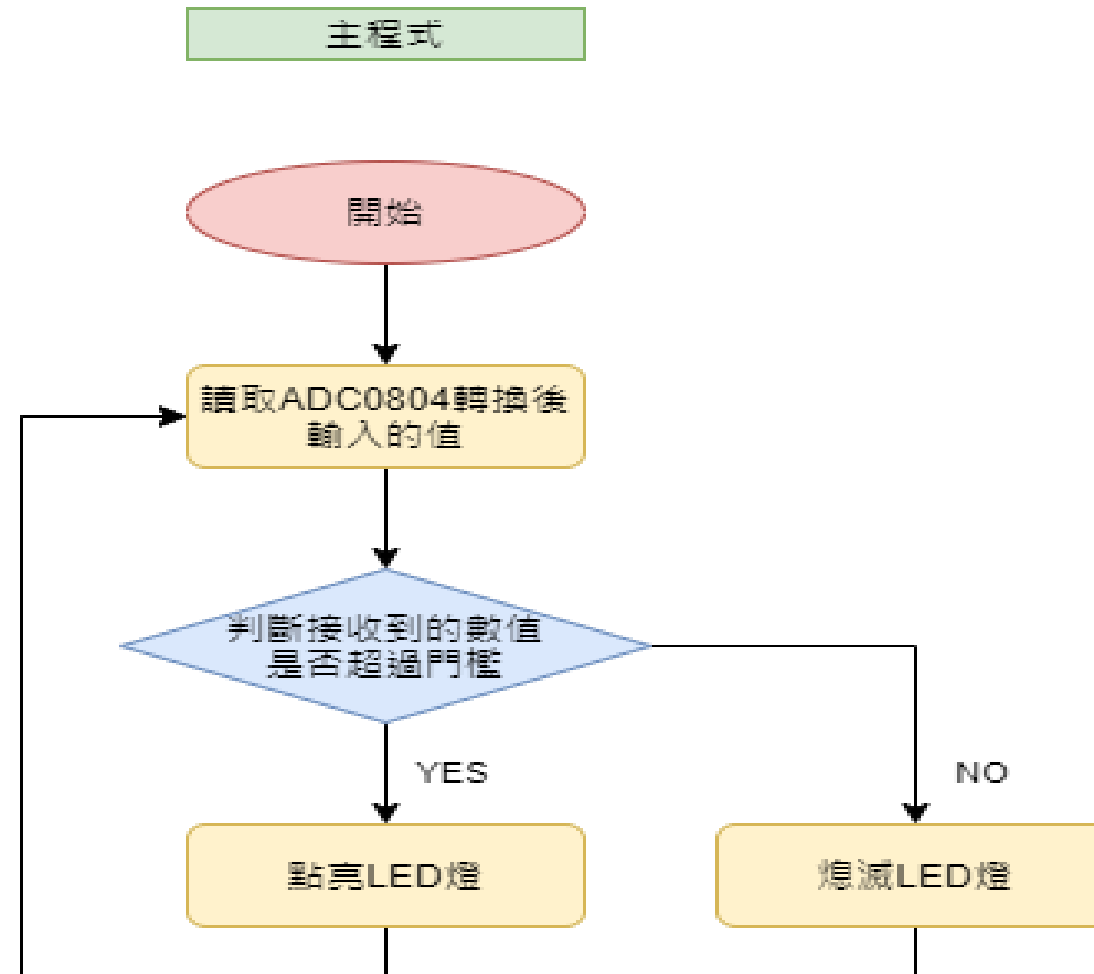 主程式
開始
讀取ADC0804轉換後
輸入的值
判斷接收到的數值
是否超過門檻
YES
NO
點亮LED燈
熄滅LED燈